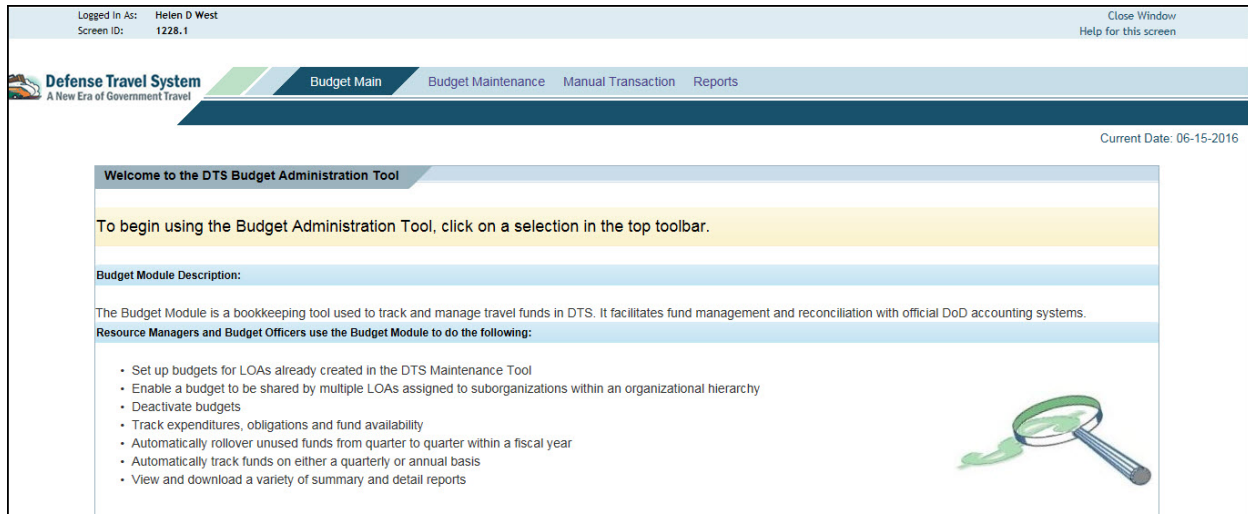 Logged In As: Helen D West
Close Window
Screen ID: 1228.1
Help for this screen
Defense Travel System
A New Era of Government Travel
Budget Main
Budget Maintenance
Manual Transaction
Reports
Current Date: 06-15-2016
Welcome to the DTS Budget Administration Tool
To begin using the Budget Administration Tool, click on a selection in the top toolbar.
Budget Module Description:
The Budget Module is a bookkeeping tool used to track and manage travel funds in DTS. It facilitates fund management and reconciliation with official DoD accounting systems.
Resource Managers and Budget Officers use the Budget Module to do the following:
• Set up budgets for LOAs already created in the DTS Maintenance Tool
• Enable a budget to be shared by multiple LOAs assigned to suborganizations within an organizational hierarchy
• Deactivate budgets
• Track expenditures, obligations and fund availability
• Automatically rollover unused funds from quarter to quarter within a fiscal year
• Automatically track funds on either a quarterly or annual basis
• View and download a variety of summary and detail reports